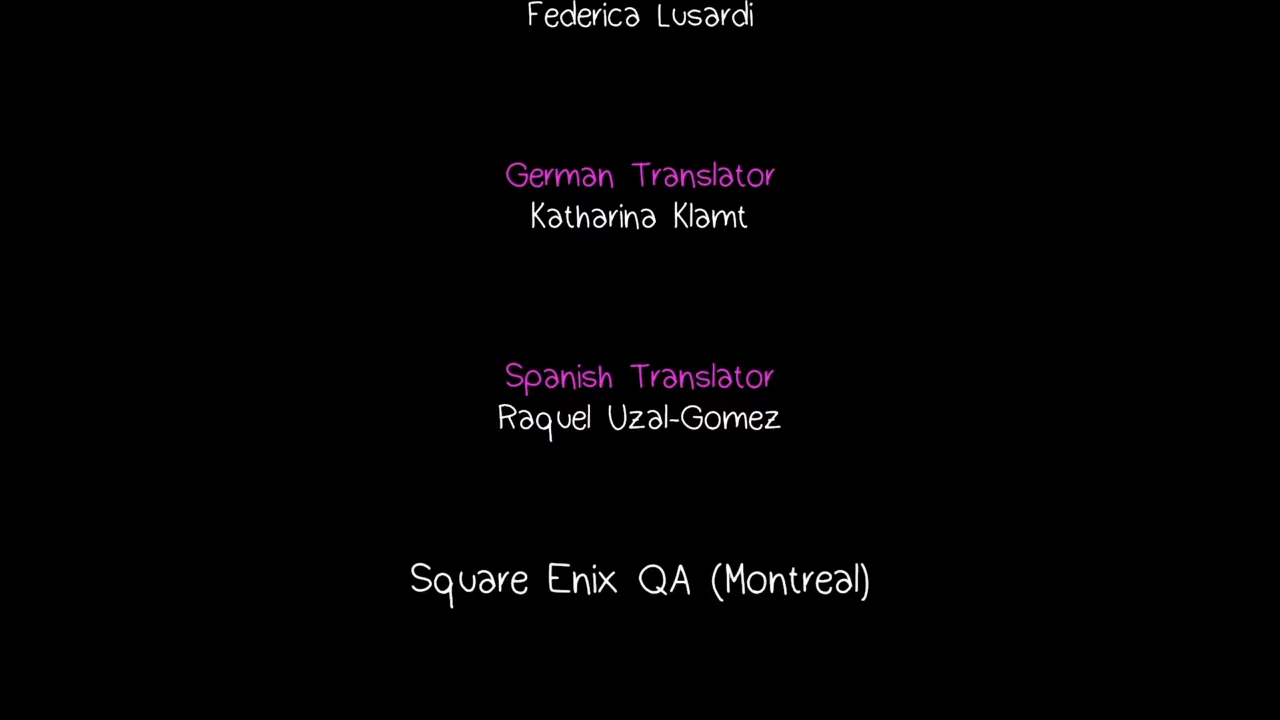 Federica Lusardi
German Translator
Katharina Klamt
Spanish Translator
Raquel Uzal-Gomez
Square Enix QA (Montreal)